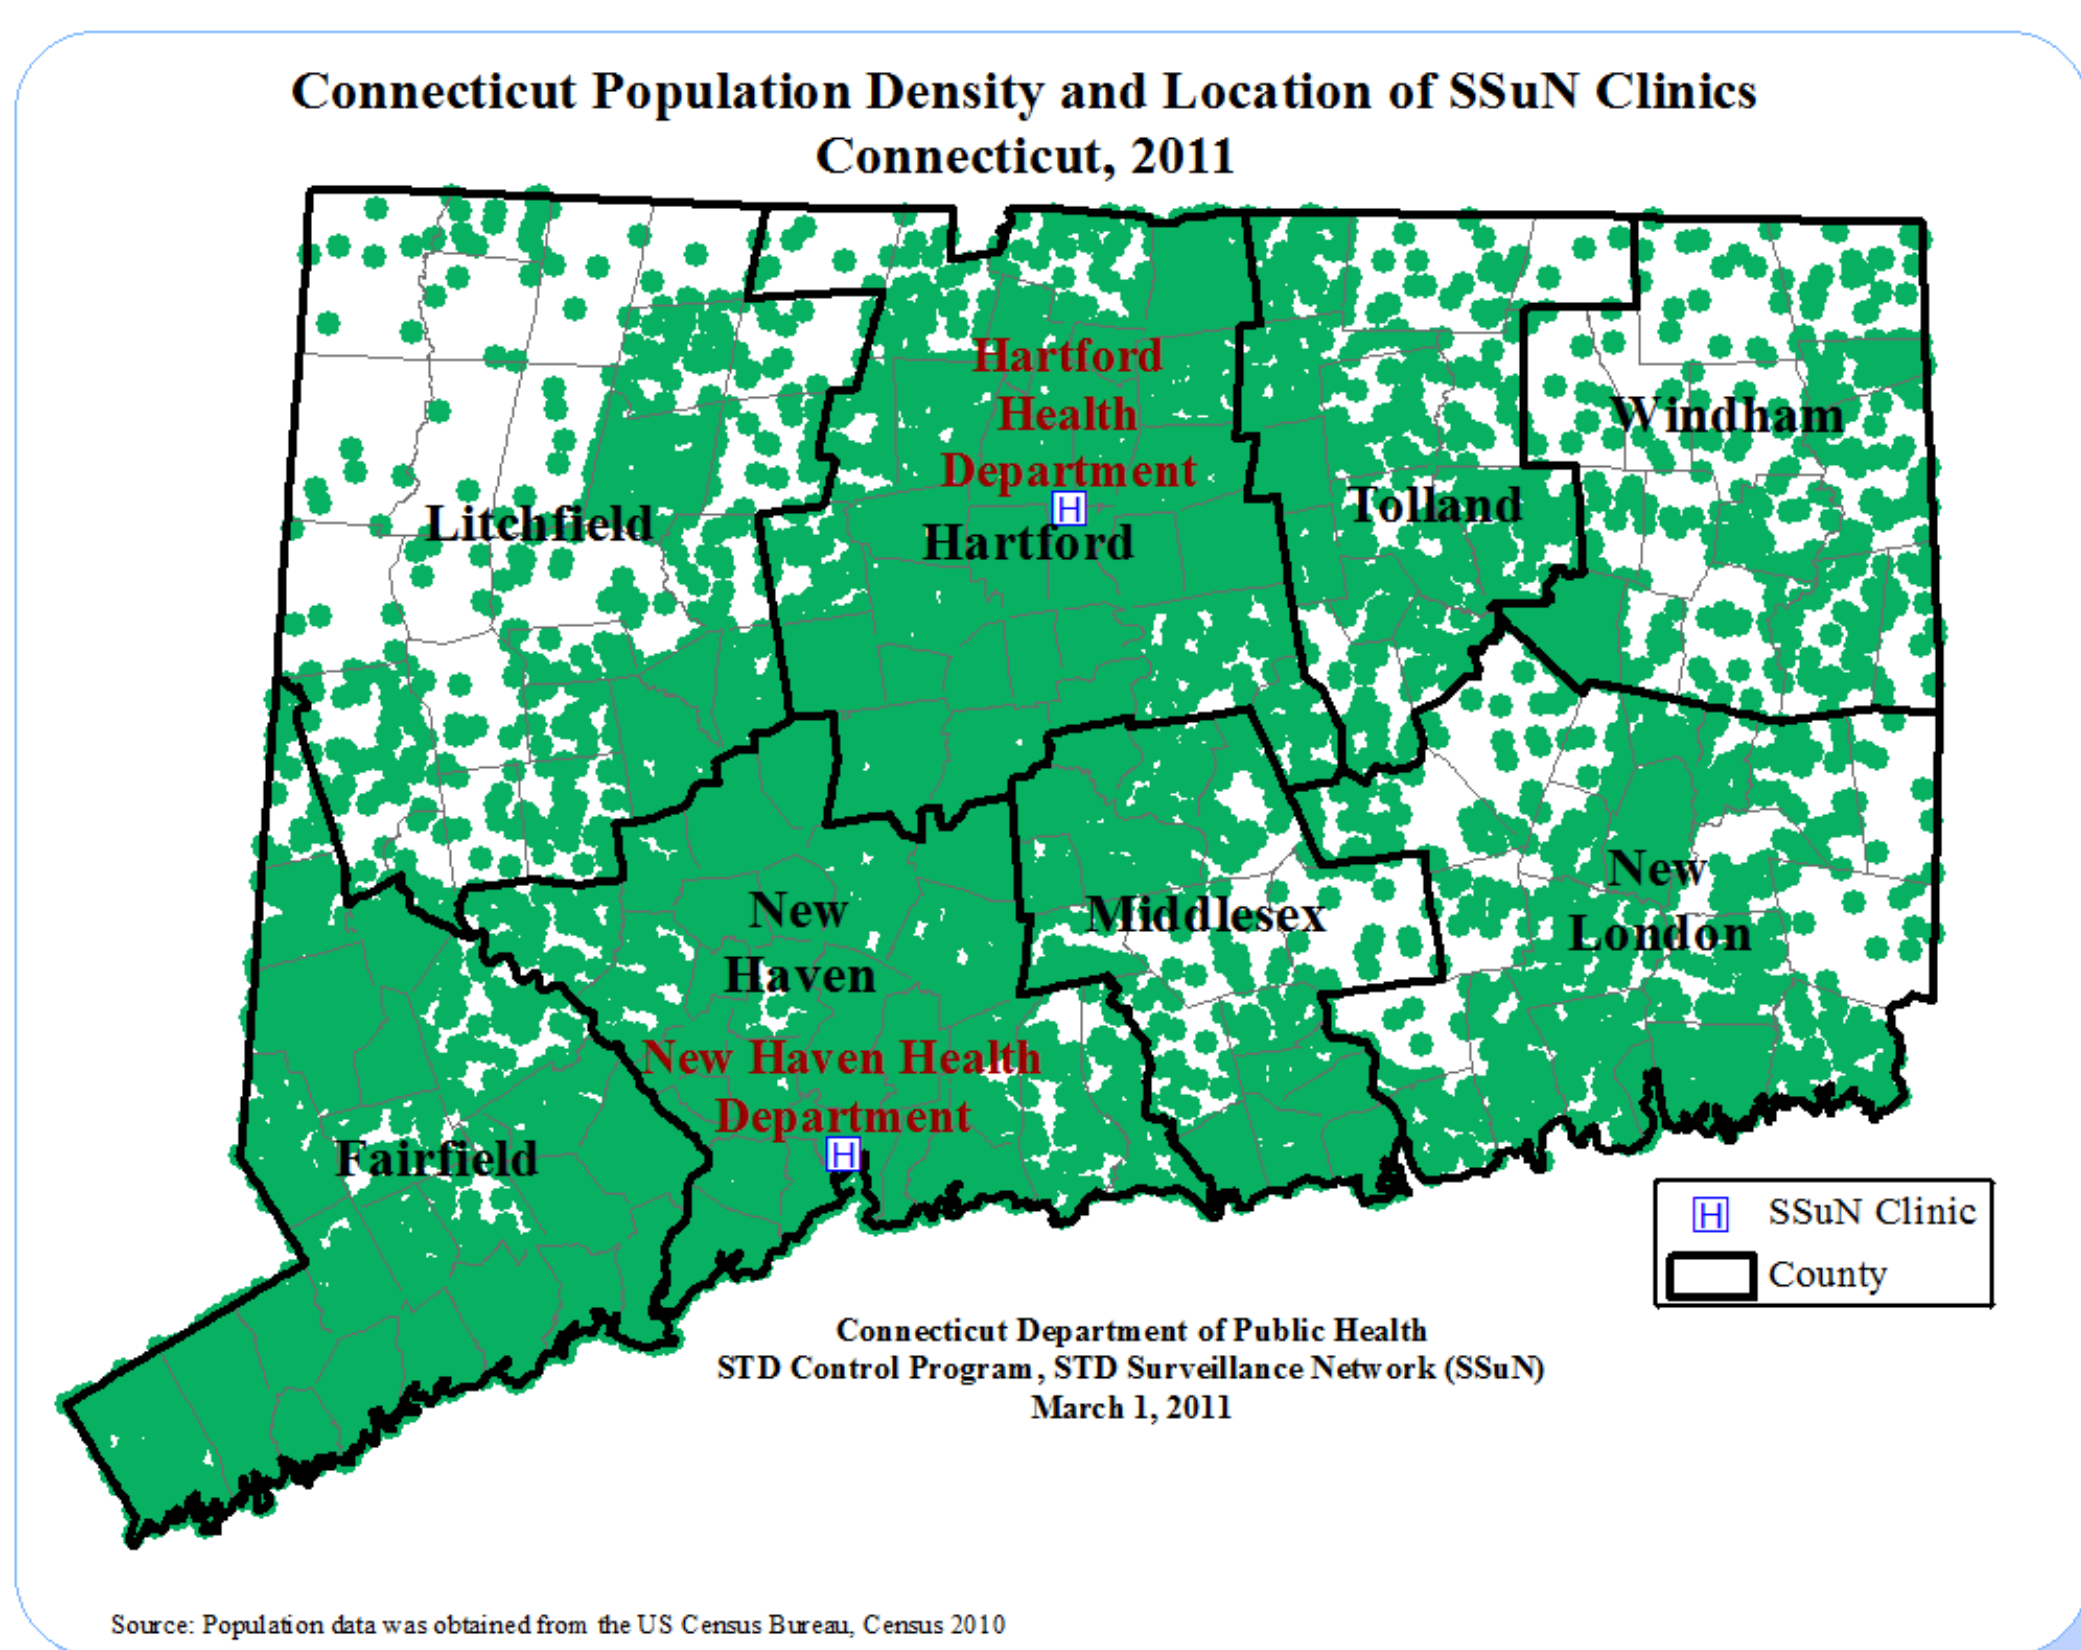 Connecticut Population Density and Location of SSuN Clinics
Connecticut, 2011
Hartford
Health
Department
H
Hartford
Windham
Tolland
Litchfield
New
London
New
Haven
Middlesex
New Haven Health
Department
H
Fairfield
H SSuN Clinic
County
Connecticut Department of Public Health
STD Control Program, STD Surveillance Network (SSuN)
March 1, 2011
Source: Population data was obtained from the US Census Bureau, Census 2010